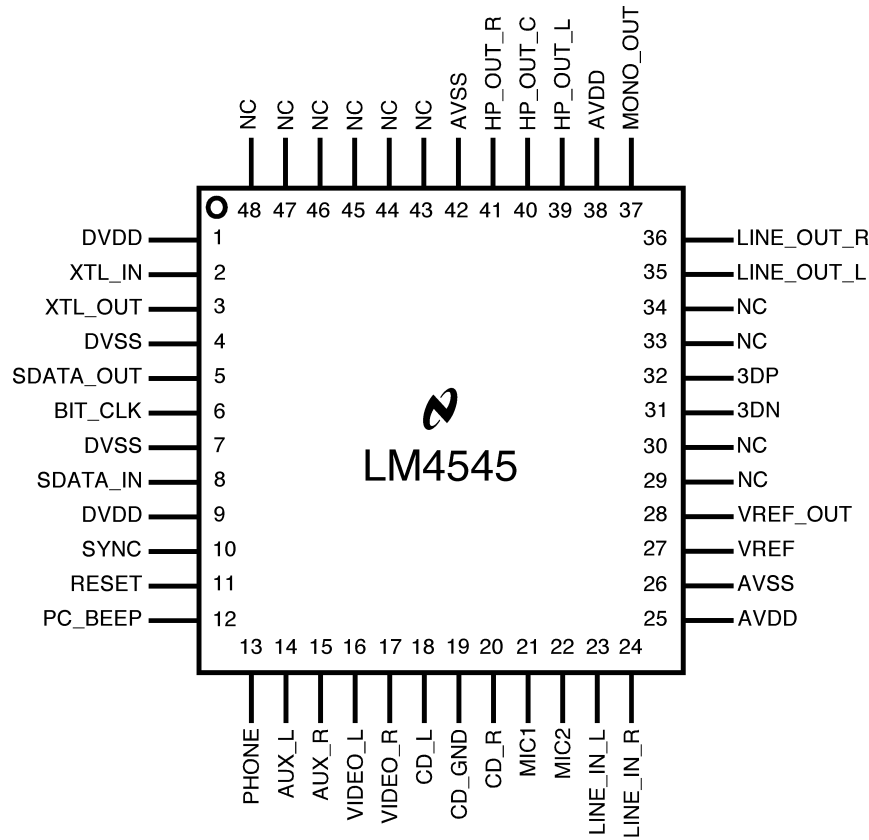 NC
NC
NC
NC
NC
NC
AVSS
HP_OUT_R
HP_OUT_C
HP_OUT_L
AVDD
MONO_OUT
48 47 46 45 44 43 42 41 40 39 38 37
DVDD 1
XTL_IN 2
XTL_OUT 3
DVSS 4
SDATA_OUT 5
BIT_CLK 6
DVSS 7
SDATA_IN 8
DVDD 9
SYNC 10
RESET 11
PC_BEEP 12
LM4545
36 LINE_OUT_R
35 LINE_OUT_L
34 NC
33 NC
32 3DP
31 3DN
30 NC
29 NC
28 VREF_OUT
27 VREF
26 AVSS
25 AVDD
13 14 15 16 17 18 19 20 21 22 23 24
PHONE
AUX_L
AUX_R
VIDEO_L
VIDEO_R
CD_L
CD_GND
CD_R
MIC1
MIC2
LINE_IN_L
LINE_IN_R